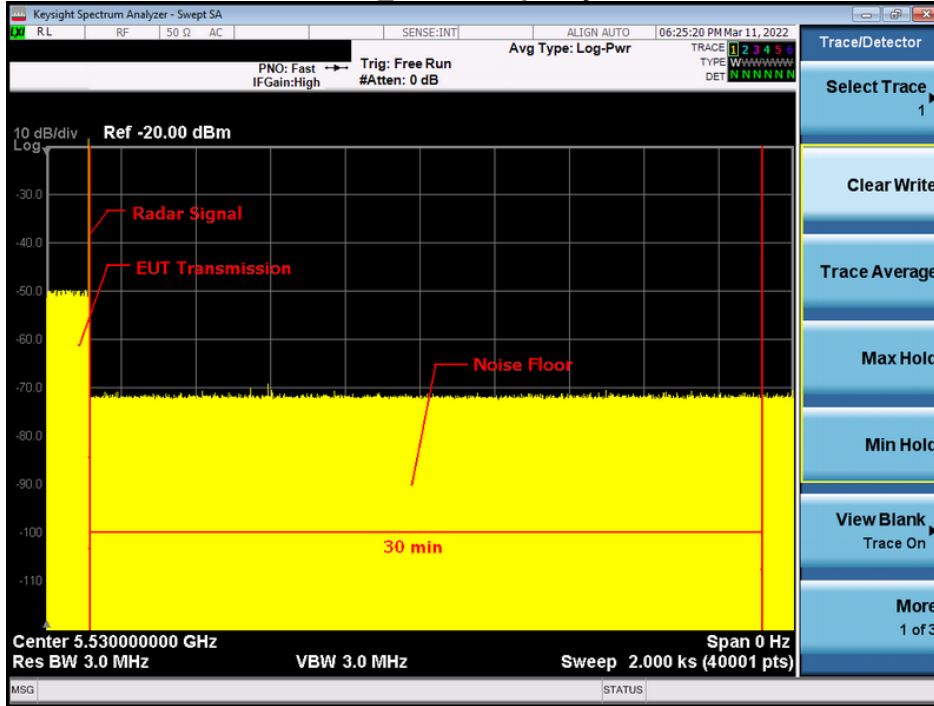 Keysight Spectrum Analyzer - Swept SA
LXI RL RF 50 Ω AC SENSE:INT ALIGN AUTO 06:25:20 PM Mar 11, 2022
Avg Type: Log-Pwr
TRACE 1 2 3 4 5 6
PNO: Fast Trig: Free Run
TYPE WWWWWW
IFGain:High #Atten: 0 dB
DET N N N N N N
Trace/Detector
Select Trace
1
Clear Write
Trace Average
Max Hold
Min Hold
View Blank
Trace On
More
1 of 3
10 dB/div Ref -20.00 dBm
Log
-30.0
Radar Signal
-40.0
EUT Transmission
-50.0
-60.0
Noise Floor
-70.0
-80.0
-90.0
-100
30 min
-110
Center 5.530000000 GHz Span 0 Hz
Res BW 3.0 MHz VBW 3.0 MHz Sweep 2.000 ks (40001 pts)
MSG STATUS